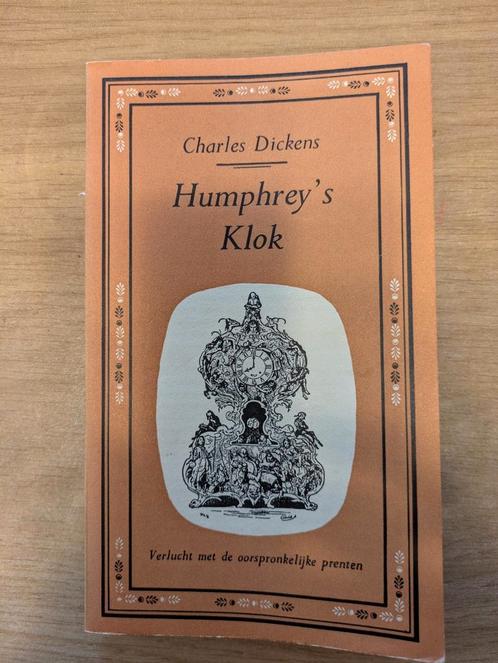 Charles Dickens
Humphrey's
Klok
Verlucht met de oorspronkelijke prenten